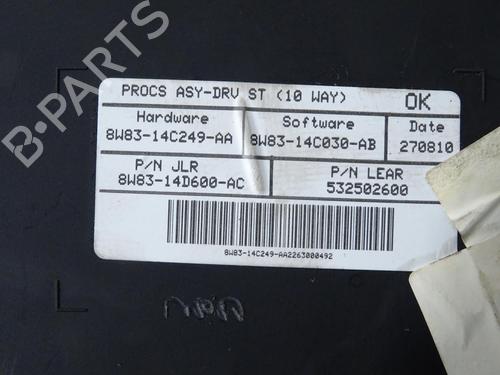 PROCS ASY-DRV ST (10 WAY) OK
Hardware Software Date
8W83-14C249-AA 8W83-14C030-AB 270810
P/N JLR P/N LEAR
8W83-14D600-AC 532502600
8W83-14C249-AA2263000492
B-PARTS